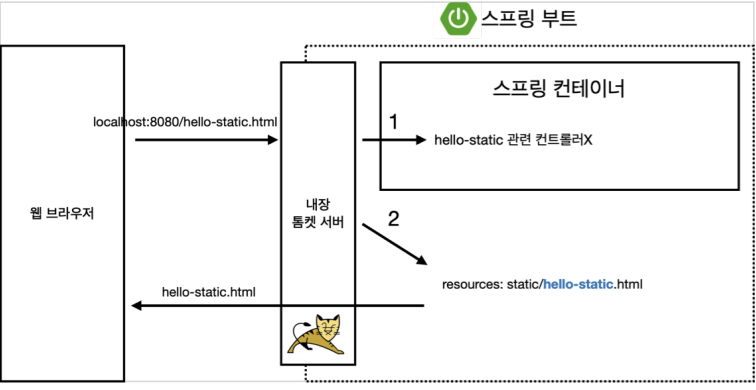 스프링 부트
스프링 컨테이너
localhost:8080/hello-static.html
1
hello-static 관련 컨트롤러X
웹 브라우저
내장
톰켓 서버
2
resources: static/hello-static.html
hello-static.html